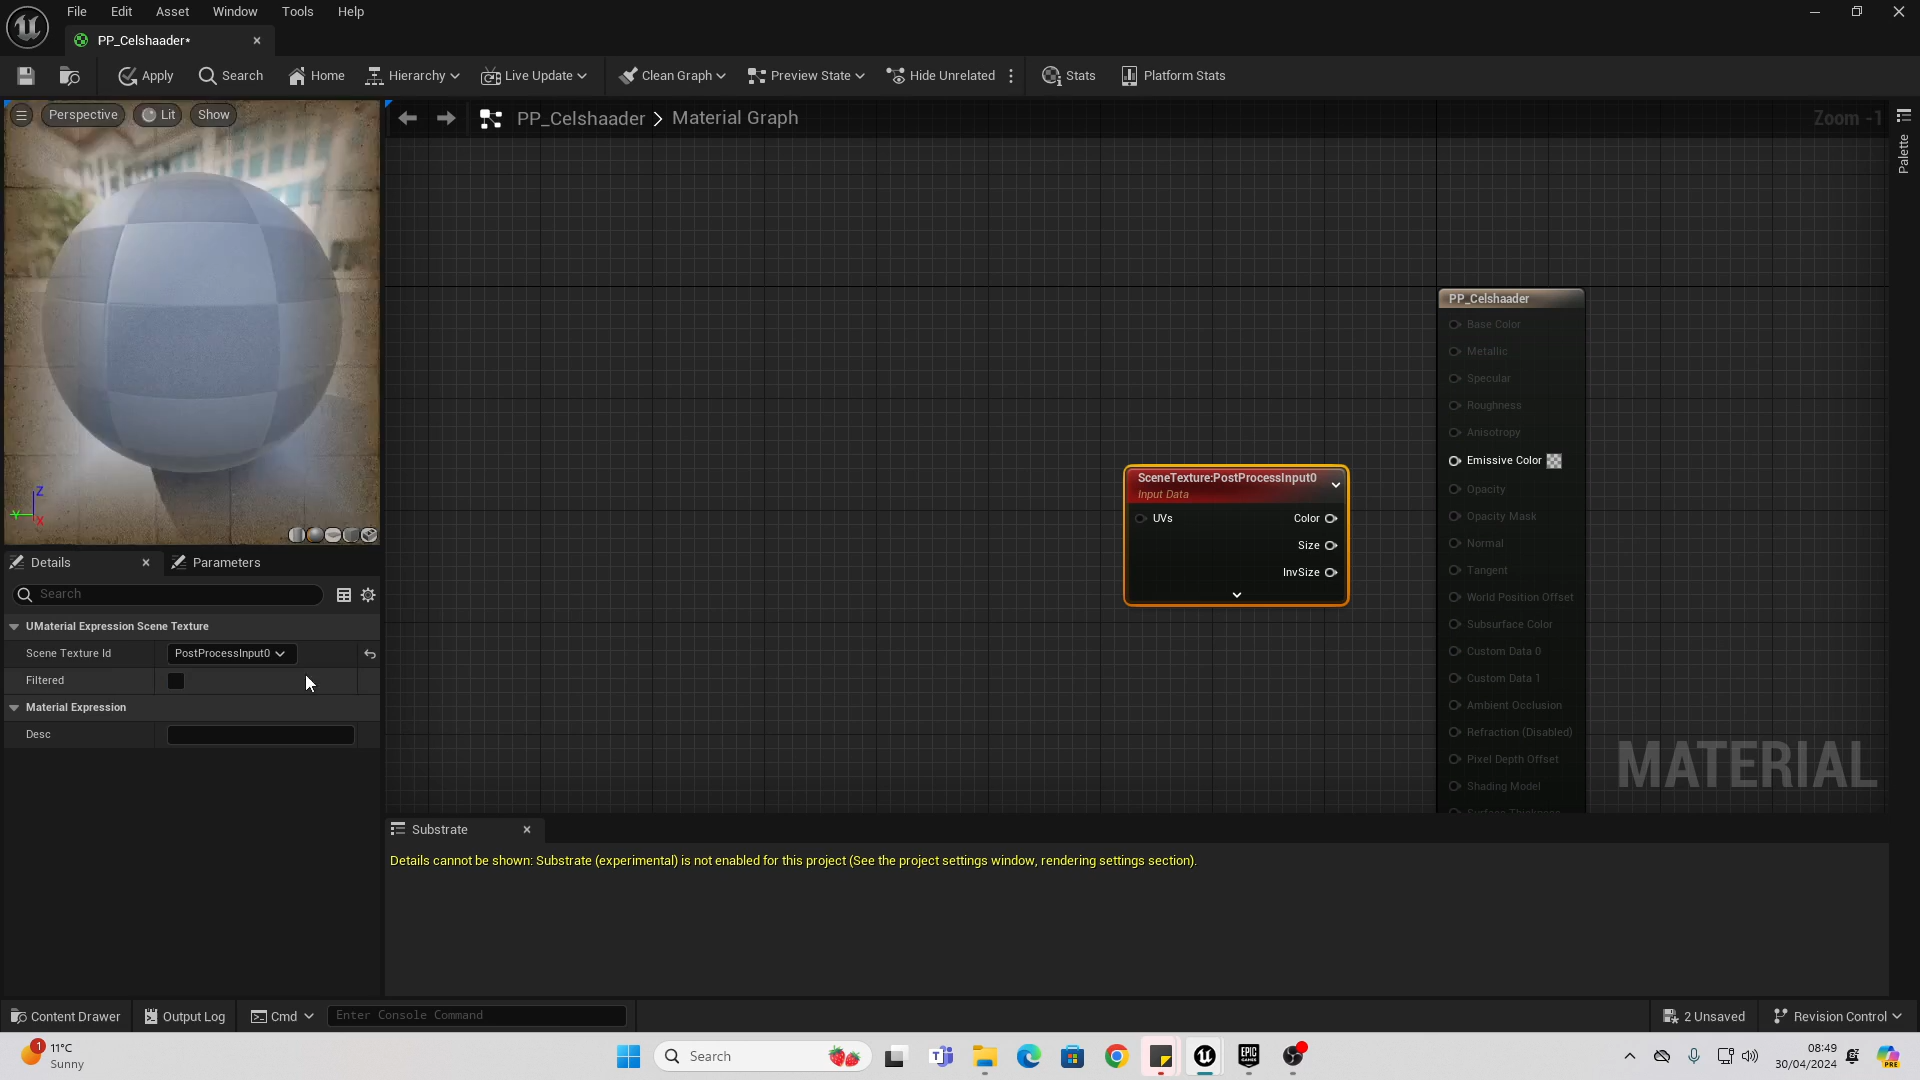 File Edit Asset Window Tools Help
PP_Celshaader*
Apply Search Home Hierarchy Live Update Clean Graph Preview State Hide Unrelated Stats Platform Stats
Perspective Lit Show
PP_Celshaader > Material Graph
Zoom -1
Palette
PP_Celshaader
Base Color
Metallic
Specular
Roughness
Anisotropy
Emissive Color
Opacity
Opacity Mask
Normal
Tangent
World Position Offset
Subsurface Color
Custom Data 0
Custom Data 1
Ambient Occlusion
Refraction (Disabled)
Pixel Depth Offset
Shading Model
Surface Thickness
SceneTexture:PostProcessInput0
Input Data
UVs Color
Size
InvSize
MATERIAL
Z
Y
X
Details Parameters
Search
UMaterial Expression Scene Texture
Scene Texture Id PostProcessInput0
Filtered
Material Expression
Desc
Substrate
Details cannot be shown: Substrate (experimental) is not enabled for this project (See the project settings window, rendering settings section).
Content Drawer Output Log Cmd Enter Console Command 2 Unsaved Revision Control
1
11°C
Sunny
Search
EPIC
GAMES
08:49
30/04/2024
PRE